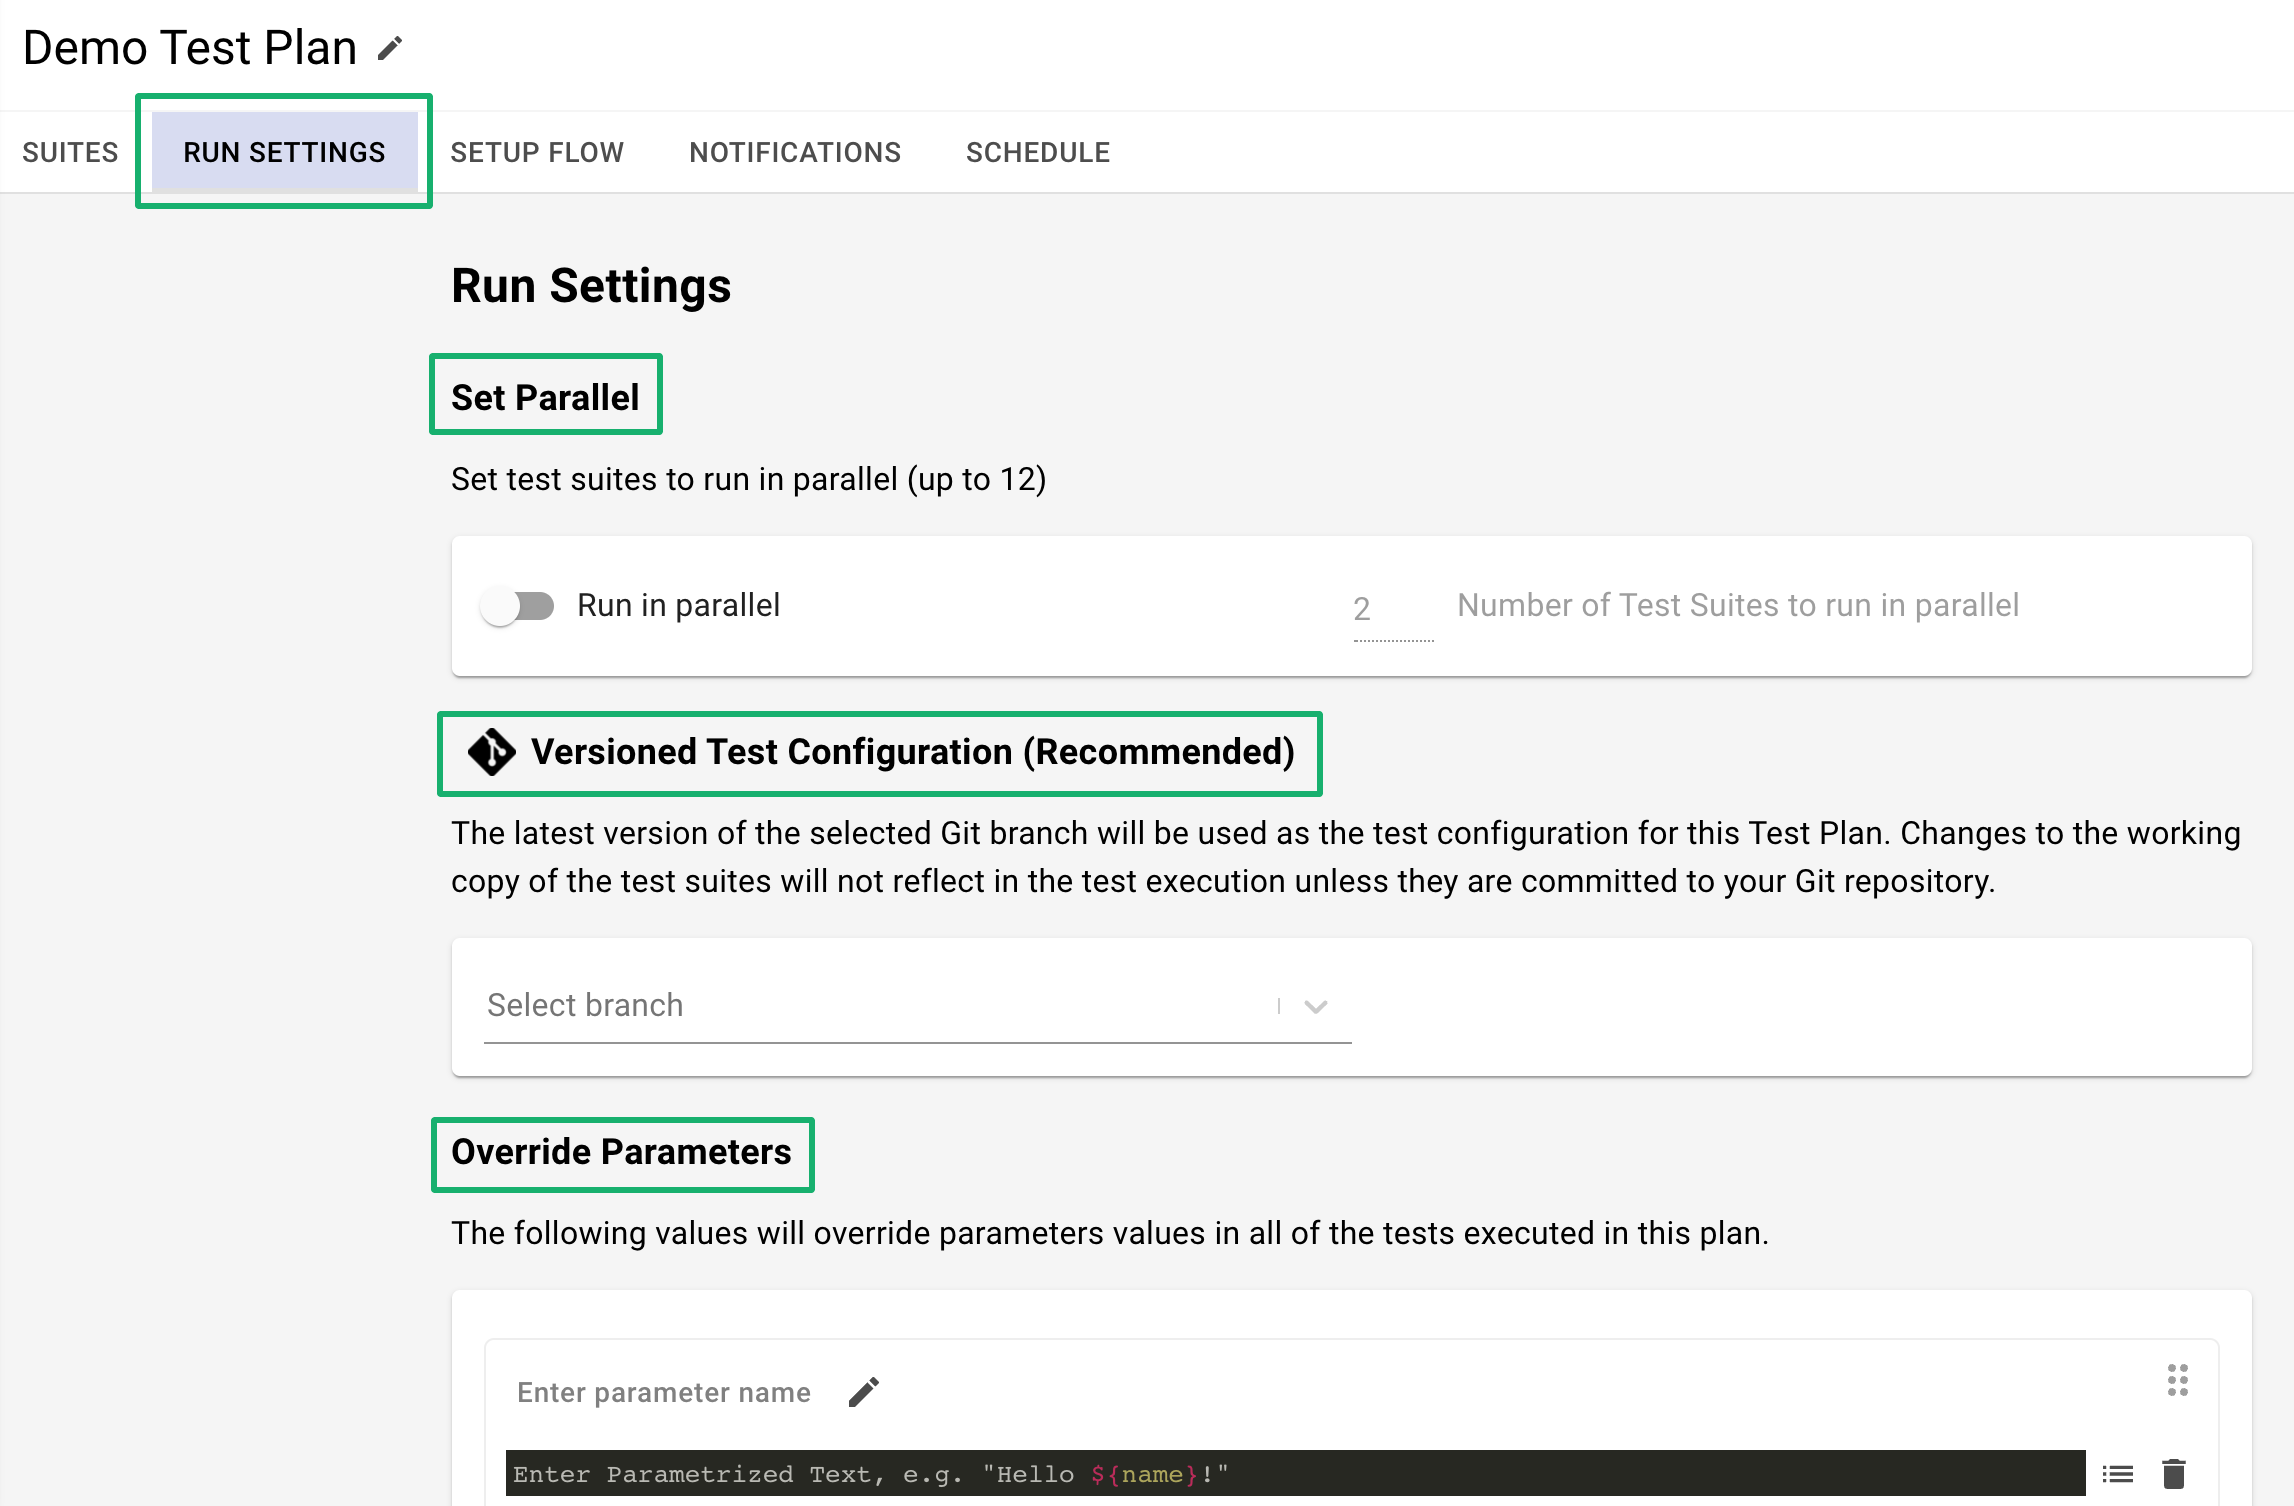 Demo Test Plan
SUITES RUN SETTINGS SETUP FLOW NOTIFICATIONS SCHEDULE
Run Settings
Set Parallel
Set test suites to run in parallel (up to 12)
Run in parallel 2 Number of Test Suites to run in parallel
Versioned Test Configuration (Recommended)
The latest version of the selected Git branch will be used as the test configuration for this Test Plan. Changes to the working
copy of the test suites will not reflect in the test execution unless they are committed to your Git repository.
Select branch
Override Parameters
The following values will override parameters values in all of the tests executed in this plan.
Enter parameter name
Enter Parametrized Text, e.g. "Hello ${name}!"